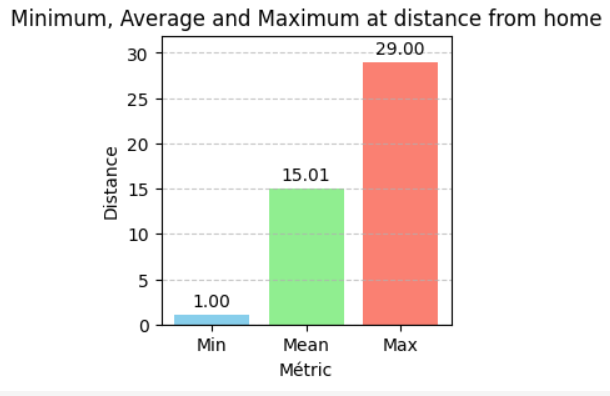 Minimum, Average and Maximum at distance from home
30
25
20
15
10
5
0
Distance
1.00
15.01
29.00
Min
Mean
Max
Métric